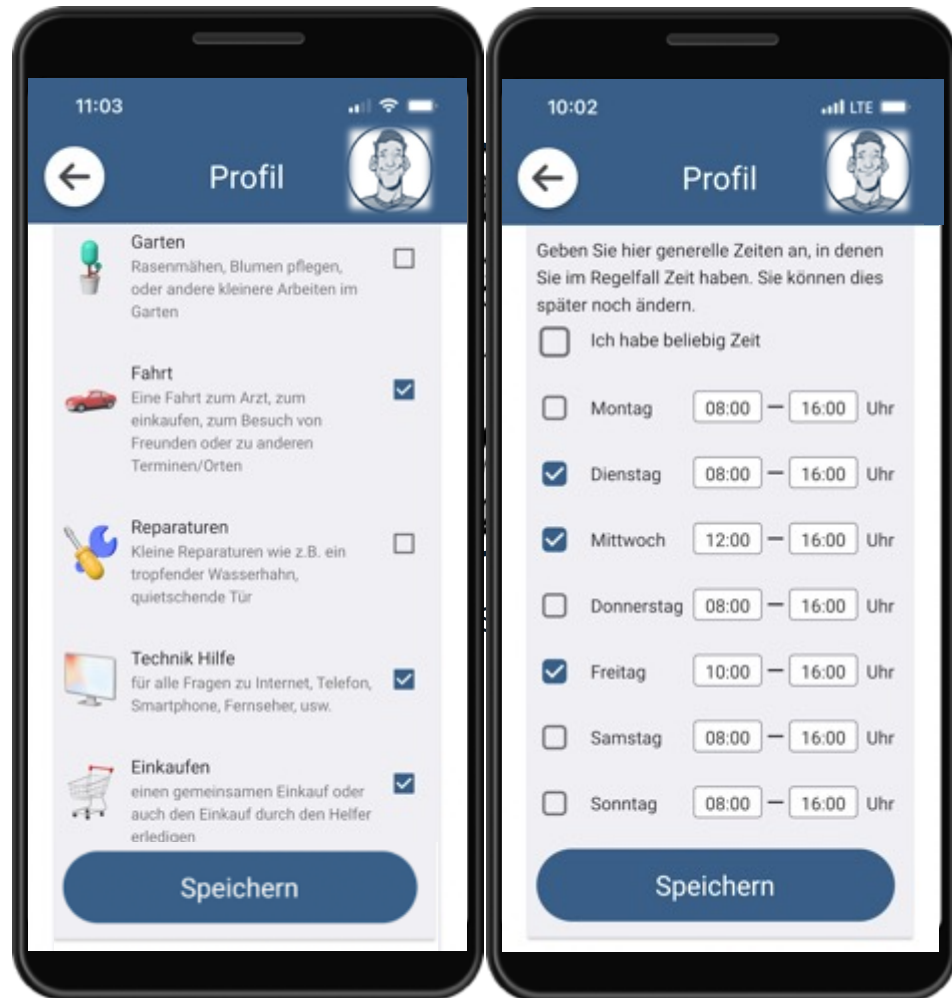 11:03
Profil
Garten
Rasenmähen, Blumen pflegen,
oder andere kleinere Arbeiten im
Garten
Fahrt
Eine Fahrt zum Arzt, zum
einkaufen, zum Besuch von
Freunden oder zu anderen
Terminen/Orten
Reparaturen
Kleine Reparaturen wie z.B. ein
tropfender Wasserhahn,
quietschende Tür
Technik Hilfe
für alle Fragen zu Internet, Telefon,
Smartphone, Fernseher, usw.
Einkaufen
einen gemeinsamen Einkauf oder
auch den Einkauf durch den Helfer
erledigen
Speichern
10:02 LTE
Profil
Geben Sie hier generelle Zeiten an, in denen
Sie im Regelfall Zeit haben. Sie können dies
später noch ändern.
Ich habe beliebig Zeit
Montag 08:00 — 16:00 Uhr
Dienstag 08:00 — 16:00 Uhr
Mittwoch 12:00 — 16:00 Uhr
Donnerstag 08:00 — 16:00 Uhr
Freitag 10:00 — 16:00 Uhr
Samstag 08:00 — 16:00 Uhr
Sonntag 08:00 — 16:00 Uhr
Speichern